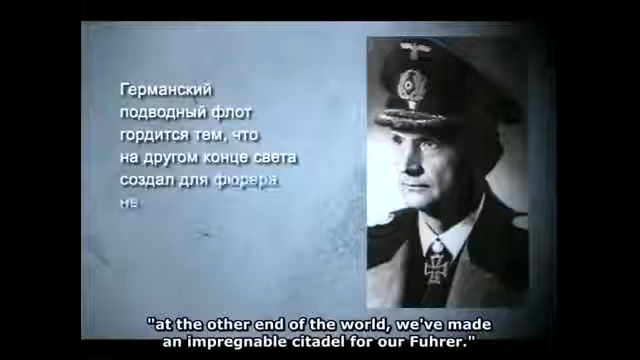 Германский
подводный флот
гордится тем, что
на другом конце света
создал для фюрера
не
"at the other end of the world, we've made
an impregnable citadel for our Fuhrer."